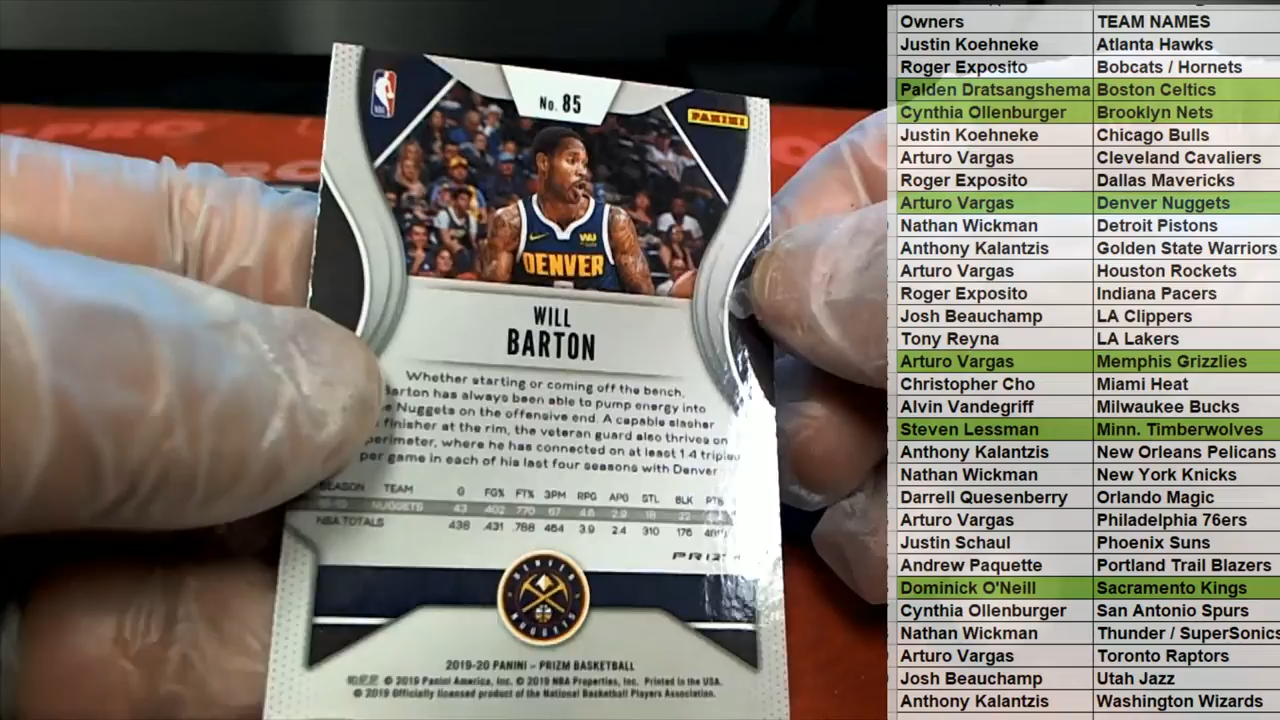 No. 85
PANINI
DENVER
WILL
BARTON
Whether starting or coming off the bench,
Barton has always been able to pump energy into
Nuggets on the offensive end. A capable slasher
finisher at the rim, the veteran guard also thrives on
perimeter, where he has connected on at least 1.4 triples
per game in each of his last four seasons with Denver
SEASON TEAM G FG% FT% 3PM RPG APG STL BLK PTS
NUGGETS 43 .402 .770 67 4.6 2.9 18 22
NBA TOTALS 438 .431 .788 464 3.9 2.4 310 176
PRIZM
DENVER NUGGETS
2019-20 PANINI – PRIZM BASKETBALL
© 2019 Panini America, Inc. © 2019 NBA Properties, Inc. Printed in the USA.
© 2019 Officially licensed product of the National Basketball Players Association.
Owners TEAM NAMES
Justin Koehneke Atlanta Hawks
Roger Exposito Bobcats / Hornets
Palden Dratsangshema Boston Celtics
Cynthia Ollenburger Brooklyn Nets
Justin Koehneke Chicago Bulls
Arturo Vargas Cleveland Cavaliers
Roger Exposito Dallas Mavericks
Arturo Vargas Denver Nuggets
Nathan Wickman Detroit Pistons
Anthony Kalantzis Golden State Warriors
Arturo Vargas Houston Rockets
Roger Exposito Indiana Pacers
Josh Beauchamp LA Clippers
Tony Reyna LA Lakers
Arturo Vargas Memphis Grizzlies
Christopher Cho Miami Heat
Alvin Vandegriff Milwaukee Bucks
Steven Lessman Minn. Timberwolves
Anthony Kalantzis New Orleans Pelicans
Nathan Wickman New York Knicks
Darrell Quesenberry Orlando Magic
Arturo Vargas Philadelphia 76ers
Justin Schaul Phoenix Suns
Andrew Paquette Portland Trail Blazers
Dominick O'Neill Sacramento Kings
Cynthia Ollenburger San Antonio Spurs
Nathan Wickman Thunder / SuperSonics
Arturo Vargas Toronto Raptors
Josh Beauchamp Utah Jazz
Anthony Kalantzis Washington Wizards